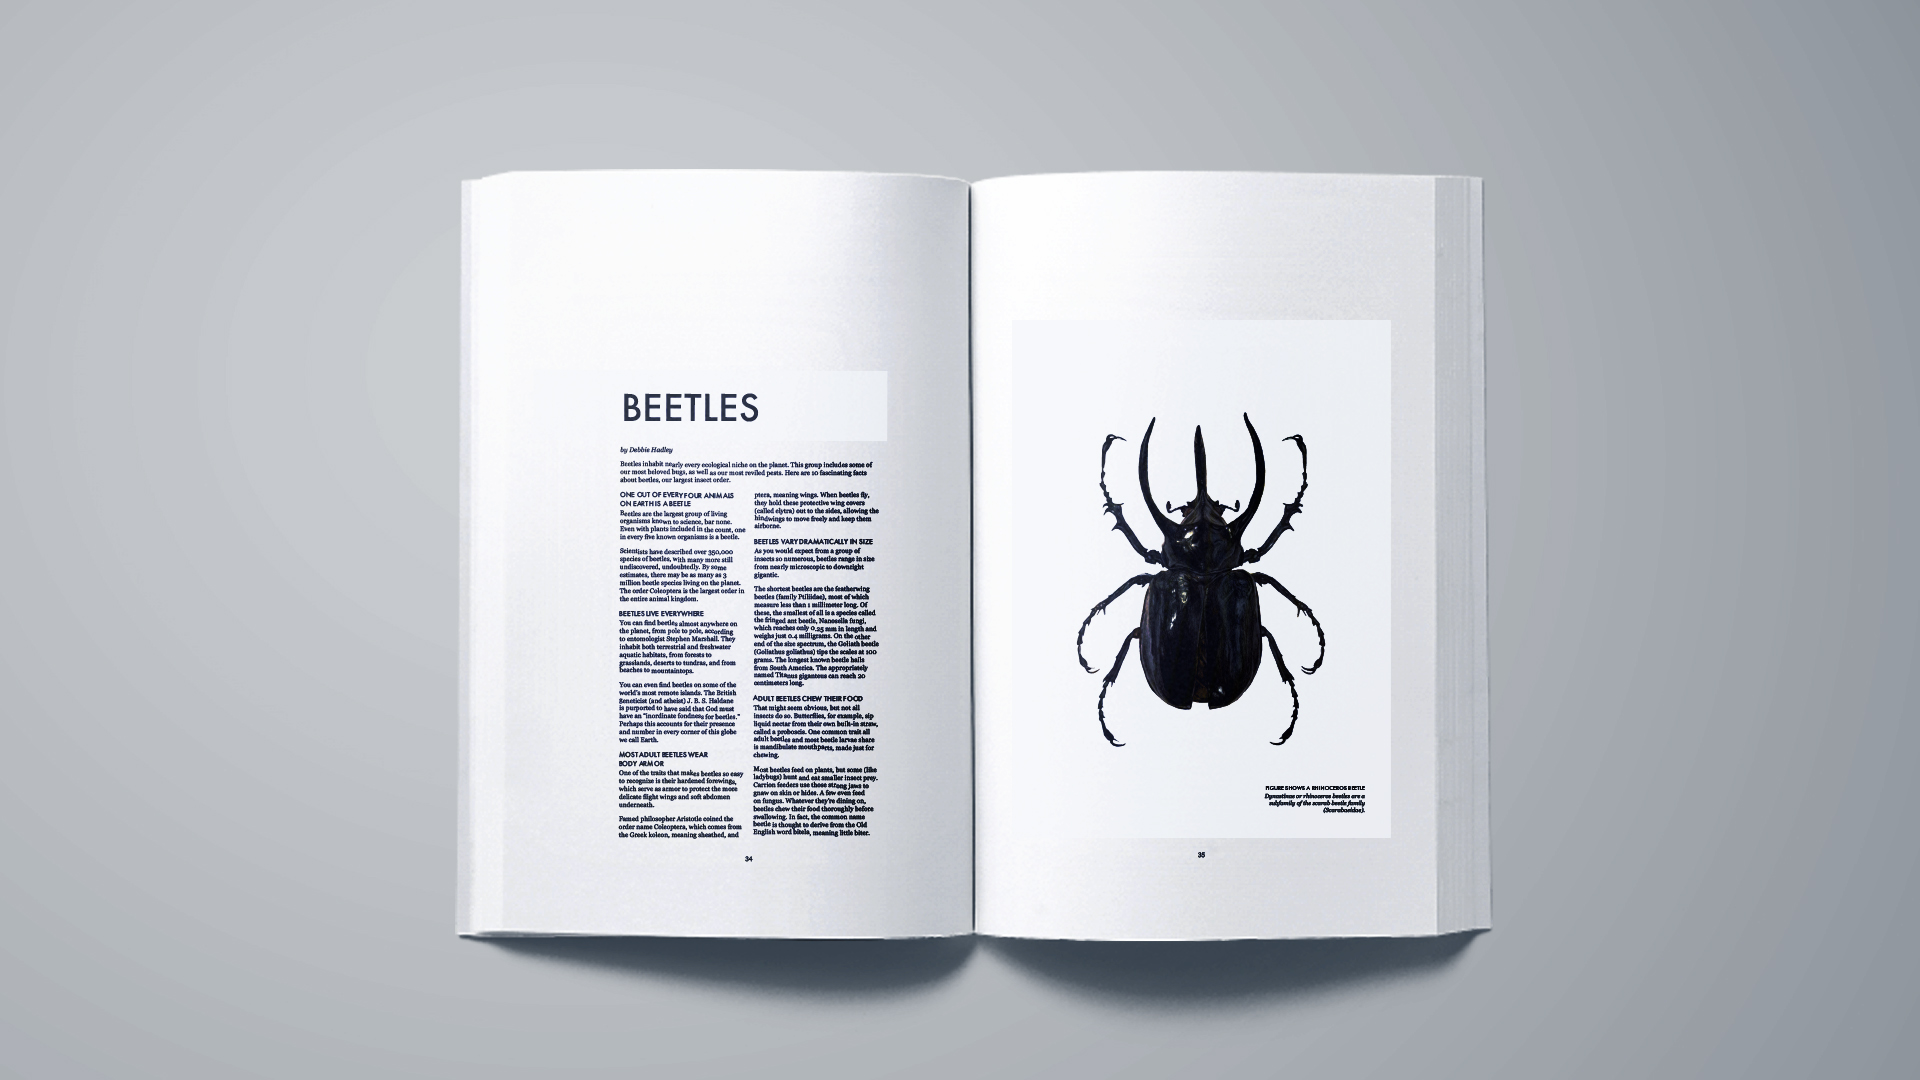 BEETLES
by Debbie Hadley
Beetles inhabit nearly every ecological niche on the planet. This group includes some of
our most beloved bugs, as well as our most reviled pests. Here are 10 fascinating facts
about beetles, our largest insect order.
ONE OUT OF EVERY FOUR ANIMALS
ON EARTH IS A BEETLE
Beetles are the largest group of living
organisms known to science, bar none.
Even with plants included in the count, one
in every five known organisms is a beetle.
Scientists have described over 350,000
species of beetles, with many more still
undiscovered, undoubtedly. By some
estimates, there may be as many as 3
million beetle species living on the planet.
The order Coleoptera is the largest order in
the entire animal kingdom.
BEETLES LIVE EVERYWHERE
You can find beetles almost anywhere on
the planet, from pole to pole, according
to entomologist Stephen Marshall. They
inhabit both terrestrial and freshwater
aquatic habitats, from forests to
grasslands, deserts to tundras, and from
beaches to mountaintops.
You can even find beetles on some of the
world's most remote islands. The British
geneticist (and atheist) J. B. S. Haldane
is purported to have said that God must
have an "inordinate fondness for beetles."
Perhaps this accounts for their presence
and number in every corner of this globe
we call Earth.
MOST ADULT BEETLES WEAR
BODY ARMOR
One of the traits that makes beetles so easy
to recognize is their hardened forewings,
which serve as armor to protect the more
delicate flight wings and soft abdomen
underneath.
Famed philosopher Aristotle coined the
order name Coleoptera, which comes from
the Greek koleon, meaning sheathed, and
ptera, meaning wings. When beetles fly,
they hold these protective wing covers
(called elytra) out to the sides, allowing the
hindwings to move freely and keep them
airborne.
BEETLES VARY DRAMATICALLY IN SIZE
As you would expect from a group of
insects so numerous, beetles range in size
from nearly microscopic to downright
gigantic.
The shortest beetles are the featherwing
beetles (family Ptiliidae), most of which
measure less than 1 millimeter long. Of
these, the smallest of all is a species called
the fringed ant beetle, Nanosella fungi,
which reaches only 0.25 mm in length and
weighs just 0.4 milligrams. On the other
end of the size spectrum, the Goliath beetle
(Goliathus goliathus) tips the scales at 100
grams. The longest known beetle hails
from South America. The appropriately
named Titanus giganteus can reach 20
centimeters long.
ADULT BEETLES CHEW THEIR FOOD
That might seem obvious, but not all
insects do so. Butterflies, for example, sip
liquid nectar from their own built-in straw,
called a proboscis. One common trait all
adult beetles and most beetle larvae share
is mandibulate mouthparts, made just for
chewing.
Most beetles feed on plants, but some (like
ladybugs) hunt and eat smaller insect prey.
Carrion feeders use those strong jaws to
gnaw on skin or hides. A few even feed
on fungus. Whatever they're dining on,
beetles chew their food thoroughly before
swallowing. In fact, the common name
beetle is thought to derive from the Old
English word bitela, meaning little biter.
34
FIGURE SHOWS A RHINOCEROS BEETLE
Dynastinae or rhinoceros beetles are a
subfamily of the scarab beetle family
(Scarabaeidae).
35